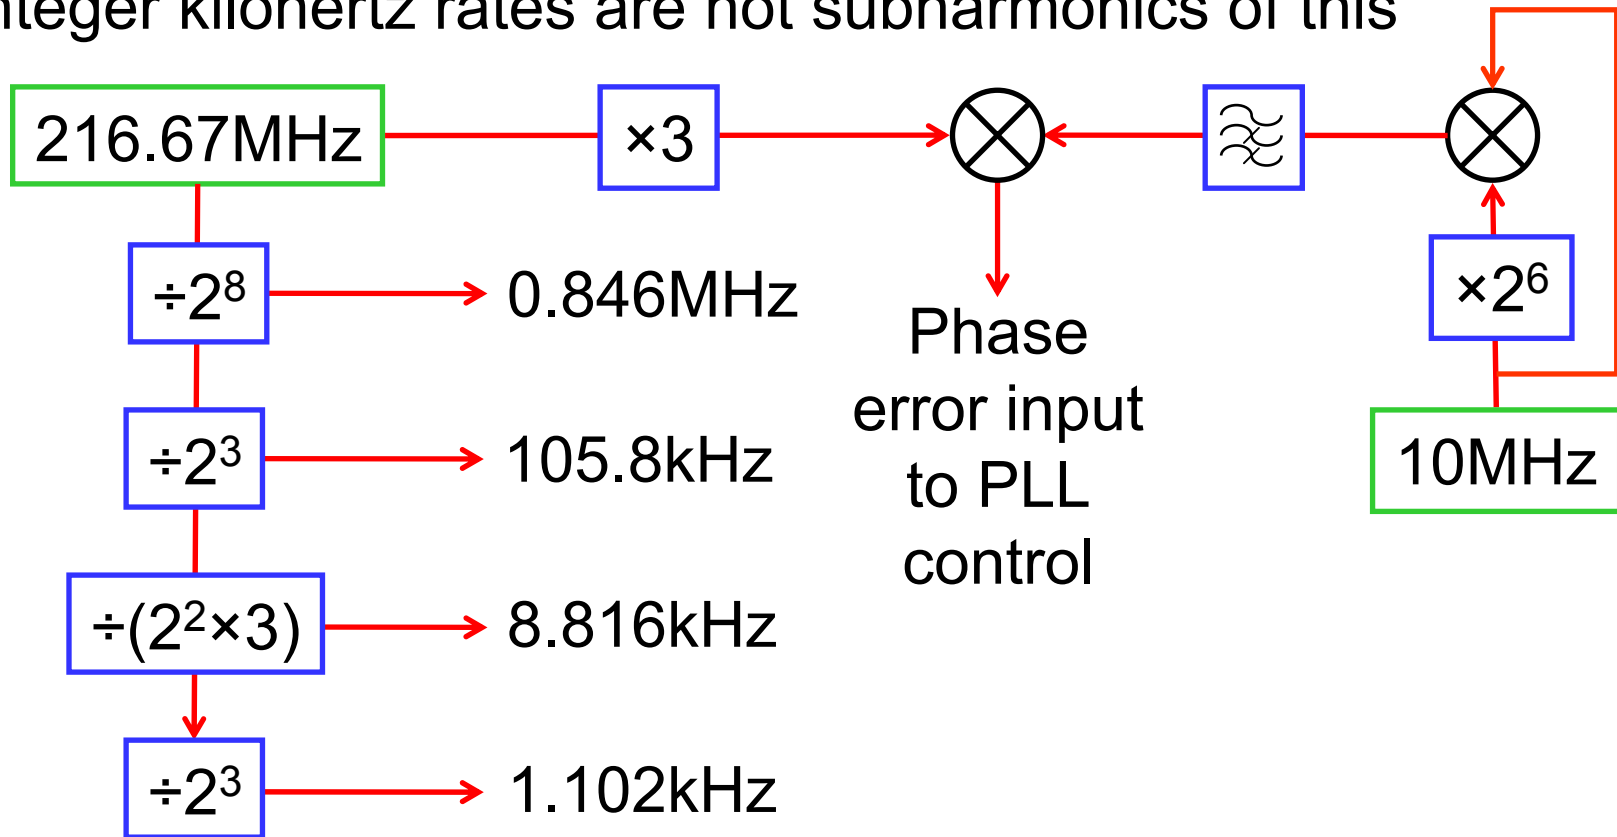 nteger kilohertz rates are not subharmonics of this
216.67MHz
×3
÷2⁸
0.846MHz
÷2³
105.8kHz
÷(2²×3)
8.816kHz
÷2³
1.102kHz
Phase
error input
to PLL
control
×2⁶
10MHz